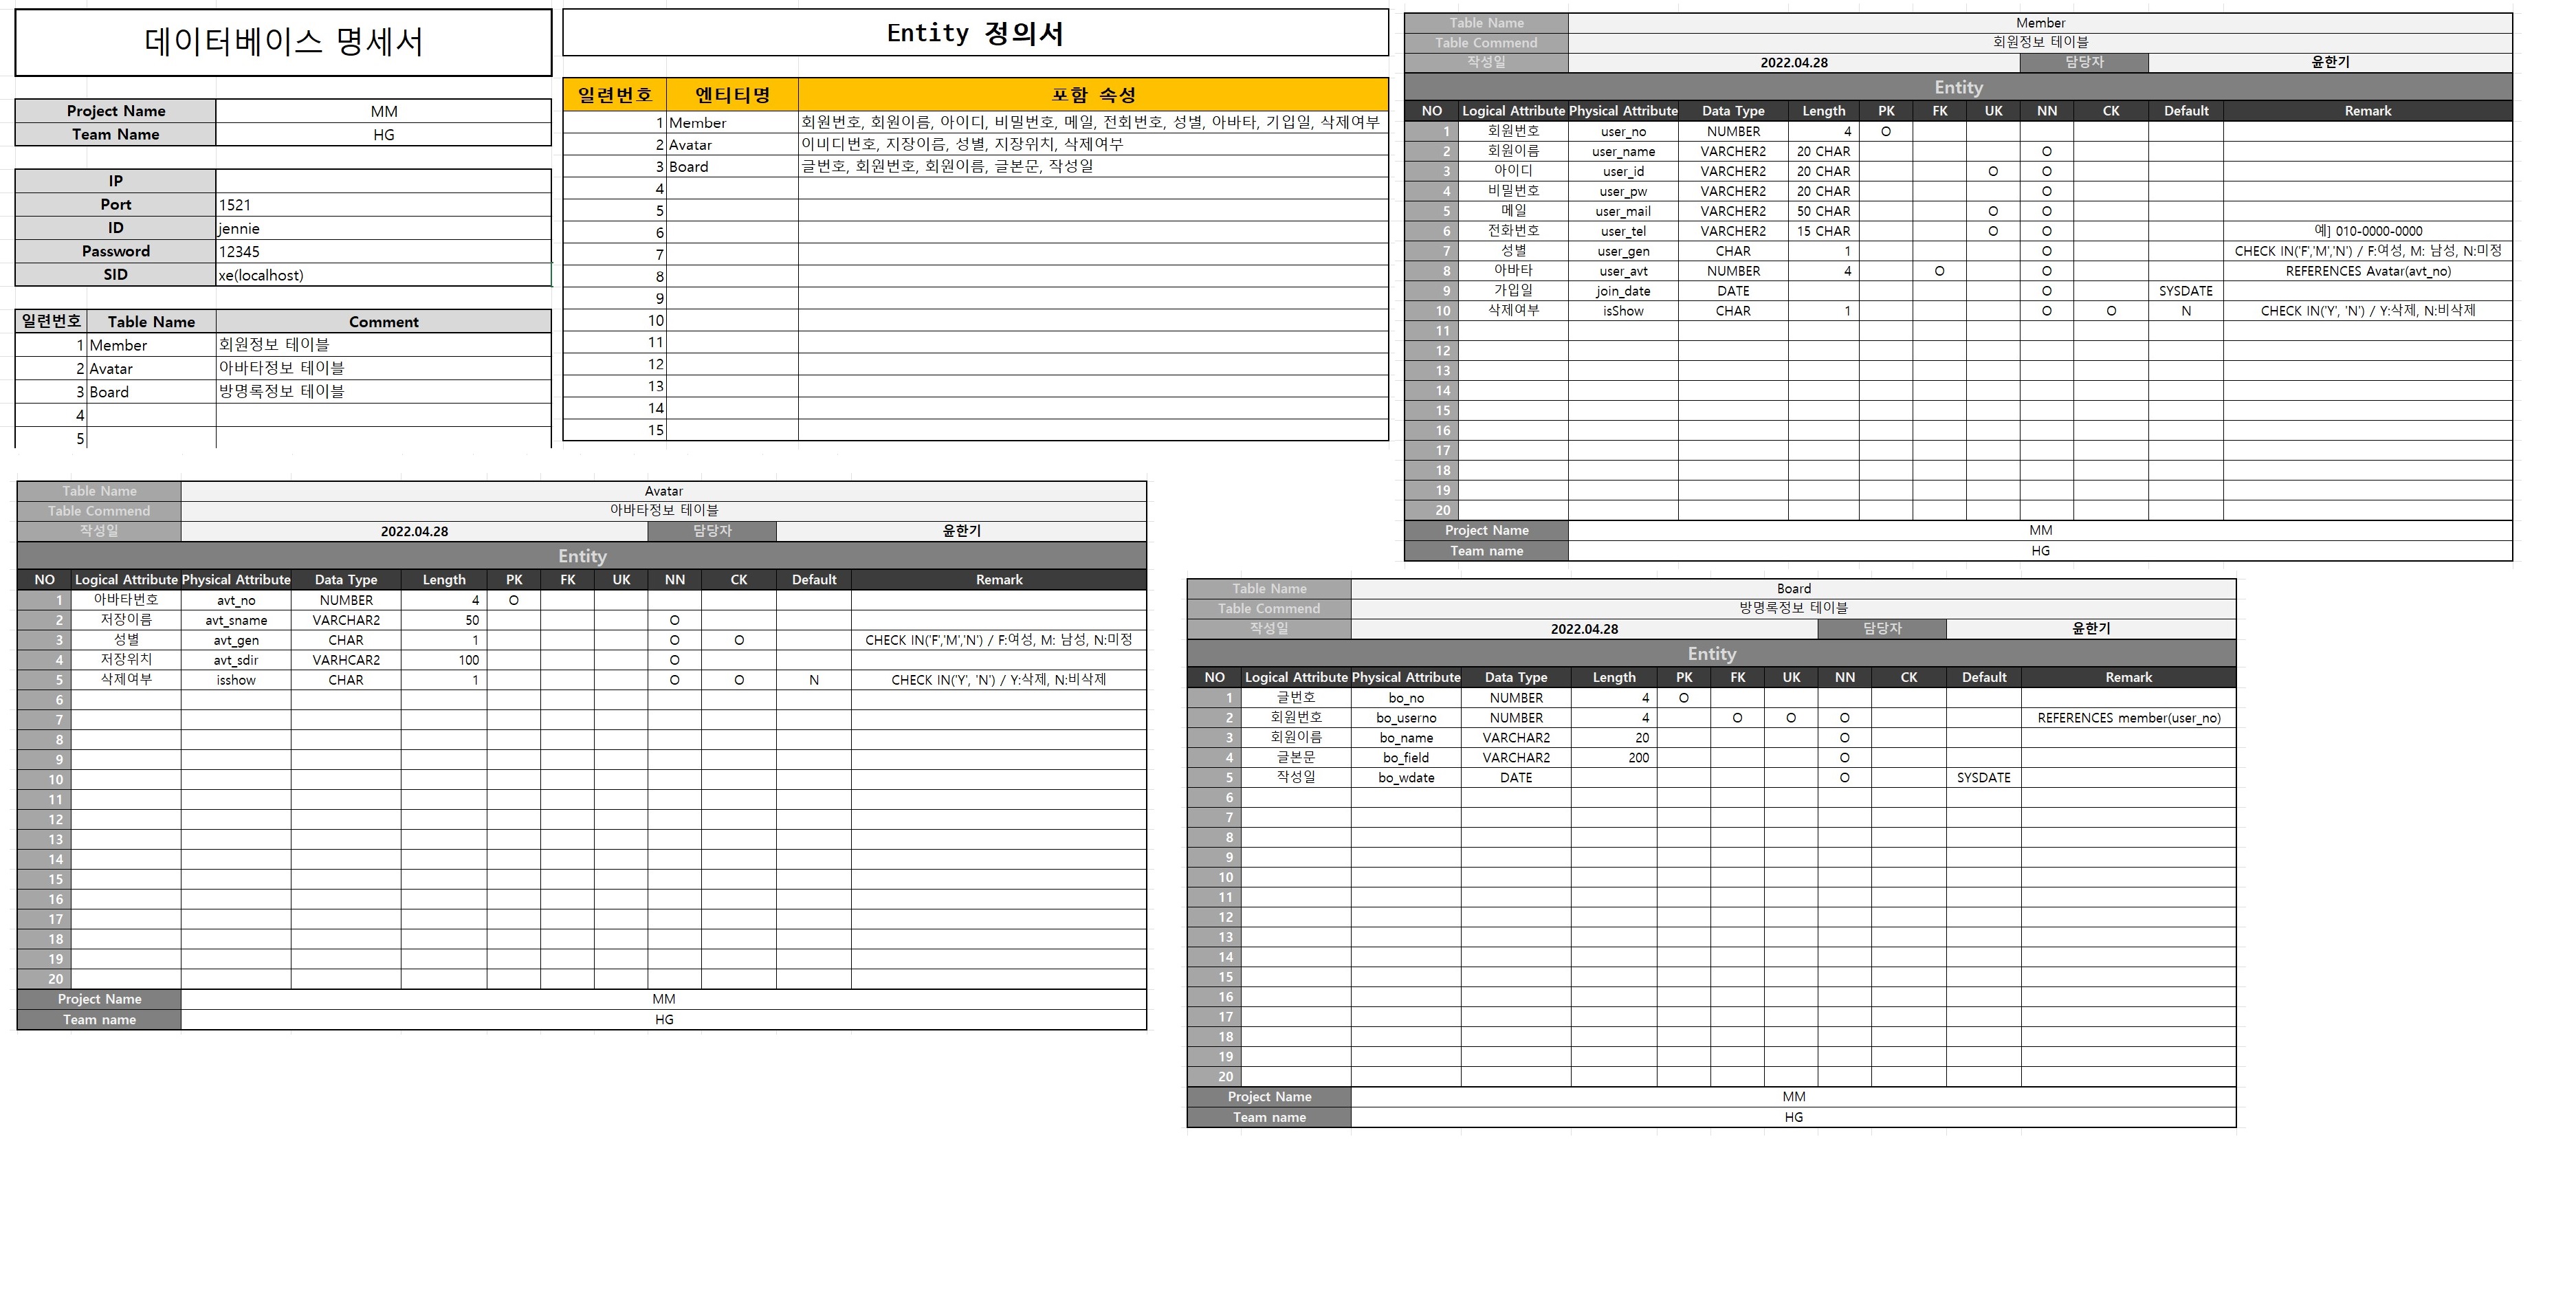 데이터베이스 명세서
Project Name MM
Team Name HG
IP
Port 1521
ID jennie
Password 12345
SID xe(localhost)
일련번호 Table Name Comment
1 Member 회원정보 테이블
2 Avatar 아바타정보 테이블
3 Board 방명록정보 테이블
4
5
Entity 정의서
일련번호 엔티티명 포함 속성
1 Member 회원번호, 회원이름, 아이디, 비밀번호, 메일, 전화번호, 성별, 아바타, 기입일, 삭제여부
2 Avatar 이비디번호, 지장이름, 성별, 지장위치, 삭제여부
3 Board 글번호, 회원번호, 회원이름, 글본문, 작성일
4
5
6
7
8
9
10
11
12
13
14
15
Table Name Member
Table Commend 회원정보 테이블
작성일 2022.04.28 담당자 윤한기
Entity
NO Logical Attribute Physical Attribute Data Type Length PK FK UK NN CK Default Remark
1 회원번호 user_no NUMBER 4 O
2 회원이름 user_name VARCHER2 20 CHAR O
3 아이디 user_id VARCHER2 20 CHAR O O
4 비밀번호 user_pw VARCHER2 20 CHAR O
5 메일 user_mail VARCHER2 50 CHAR O O
6 전화번호 user_tel VARCHER2 15 CHAR O O 예] 010-0000-0000
7 성별 user_gen CHAR 1 O CHECK IN('F','M','N') / F:여성, M: 남성, N:미정
8 아바타 user_avt NUMBER 4 O O REFERENCES Avatar(avt_no)
9 가입일 join_date DATE O SYSDATE
10 삭제여부 isShow CHAR 1 O O N CHECK IN('Y', 'N') / Y:삭제, N:비삭제
11
12
13
14
15
16
17
18
19
20
Project Name MM
Team name HG
Table Name Avatar
Table Commend 아바타정보 테이블
작성일 2022.04.28 담당자 윤한기
Entity
NO Logical Attribute Physical Attribute Data Type Length PK FK UK NN CK Default Remark
1 아바타번호 avt_no NUMBER 4 O
2 저장이름 avt_sname VARCHAR2 50 O
3 성별 avt_gen CHAR 1 O O CHECK IN('F','M','N') / F:여성, M: 남성, N:미정
4 저장위치 avt_sdir VARHCAR2 100 O
5 삭제여부 isshow CHAR 1 O O N CHECK IN('Y', 'N') / Y:삭제, N:비삭제
6
7
8
9
10
11
12
13
14
15
16
17
18
19
20
Project Name MM
Team name HG
Table Name Board
Table Commend 방명록정보 테이블
작성일 2022.04.28 담당자 윤한기
Entity
NO Logical Attribute Physical Attribute Data Type Length PK FK UK NN CK Default Remark
1 글번호 bo_no NUMBER 4 O
2 회원번호 bo_userno NUMBER 4 O O O REFERENCES member(user_no)
3 회원이름 bo_name VARCHAR2 20 O
4 글본문 bo_field VARCHAR2 200 O
5 작성일 bo_wdate DATE O SYSDATE
6
7
8
9
10
11
12
13
14
15
16
17
18
19
20
Project Name MM
Team name HG